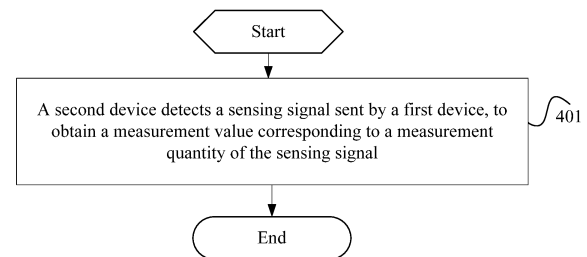 Start
A second device detects a sensing signal sent by a first device, to
obtain a measurement value corresponding to a measurement
quantity of the sensing signal
401
End